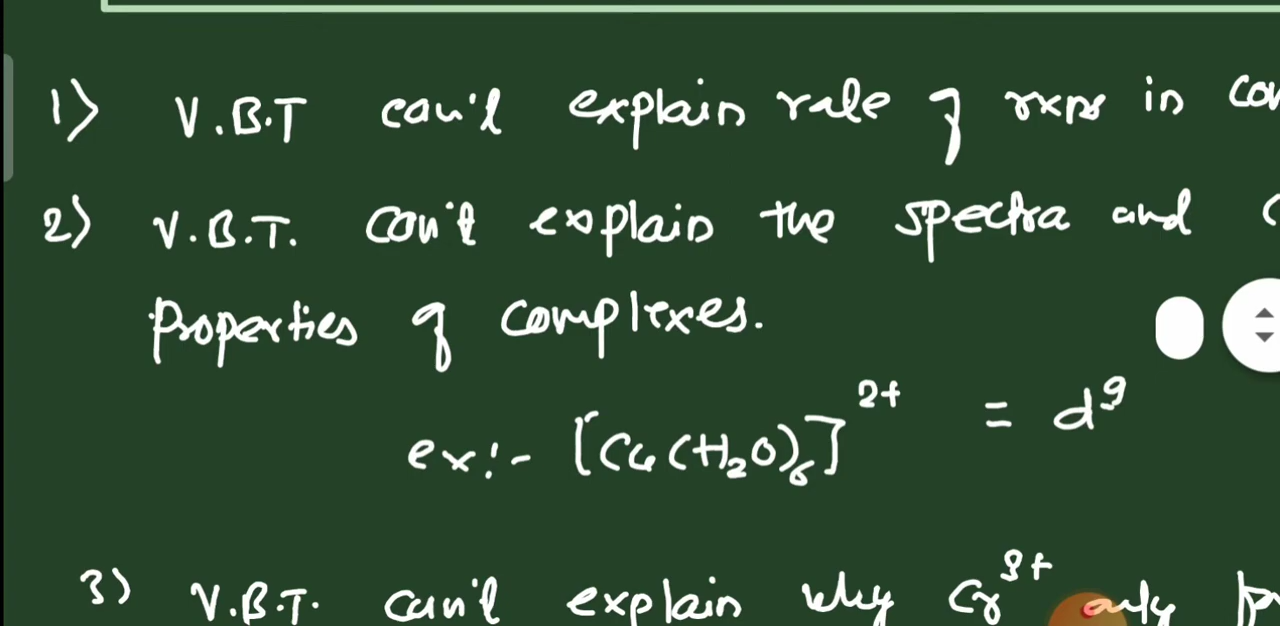 1) V.B.T can't explain rate of rxns in
2) V.B.T. can't explain the spectra and
properties of complexes.
ex:- [Cu(H₂O)₆]²⁺ = d⁹
3) V.B.T. can't explain why Cr³⁺ only